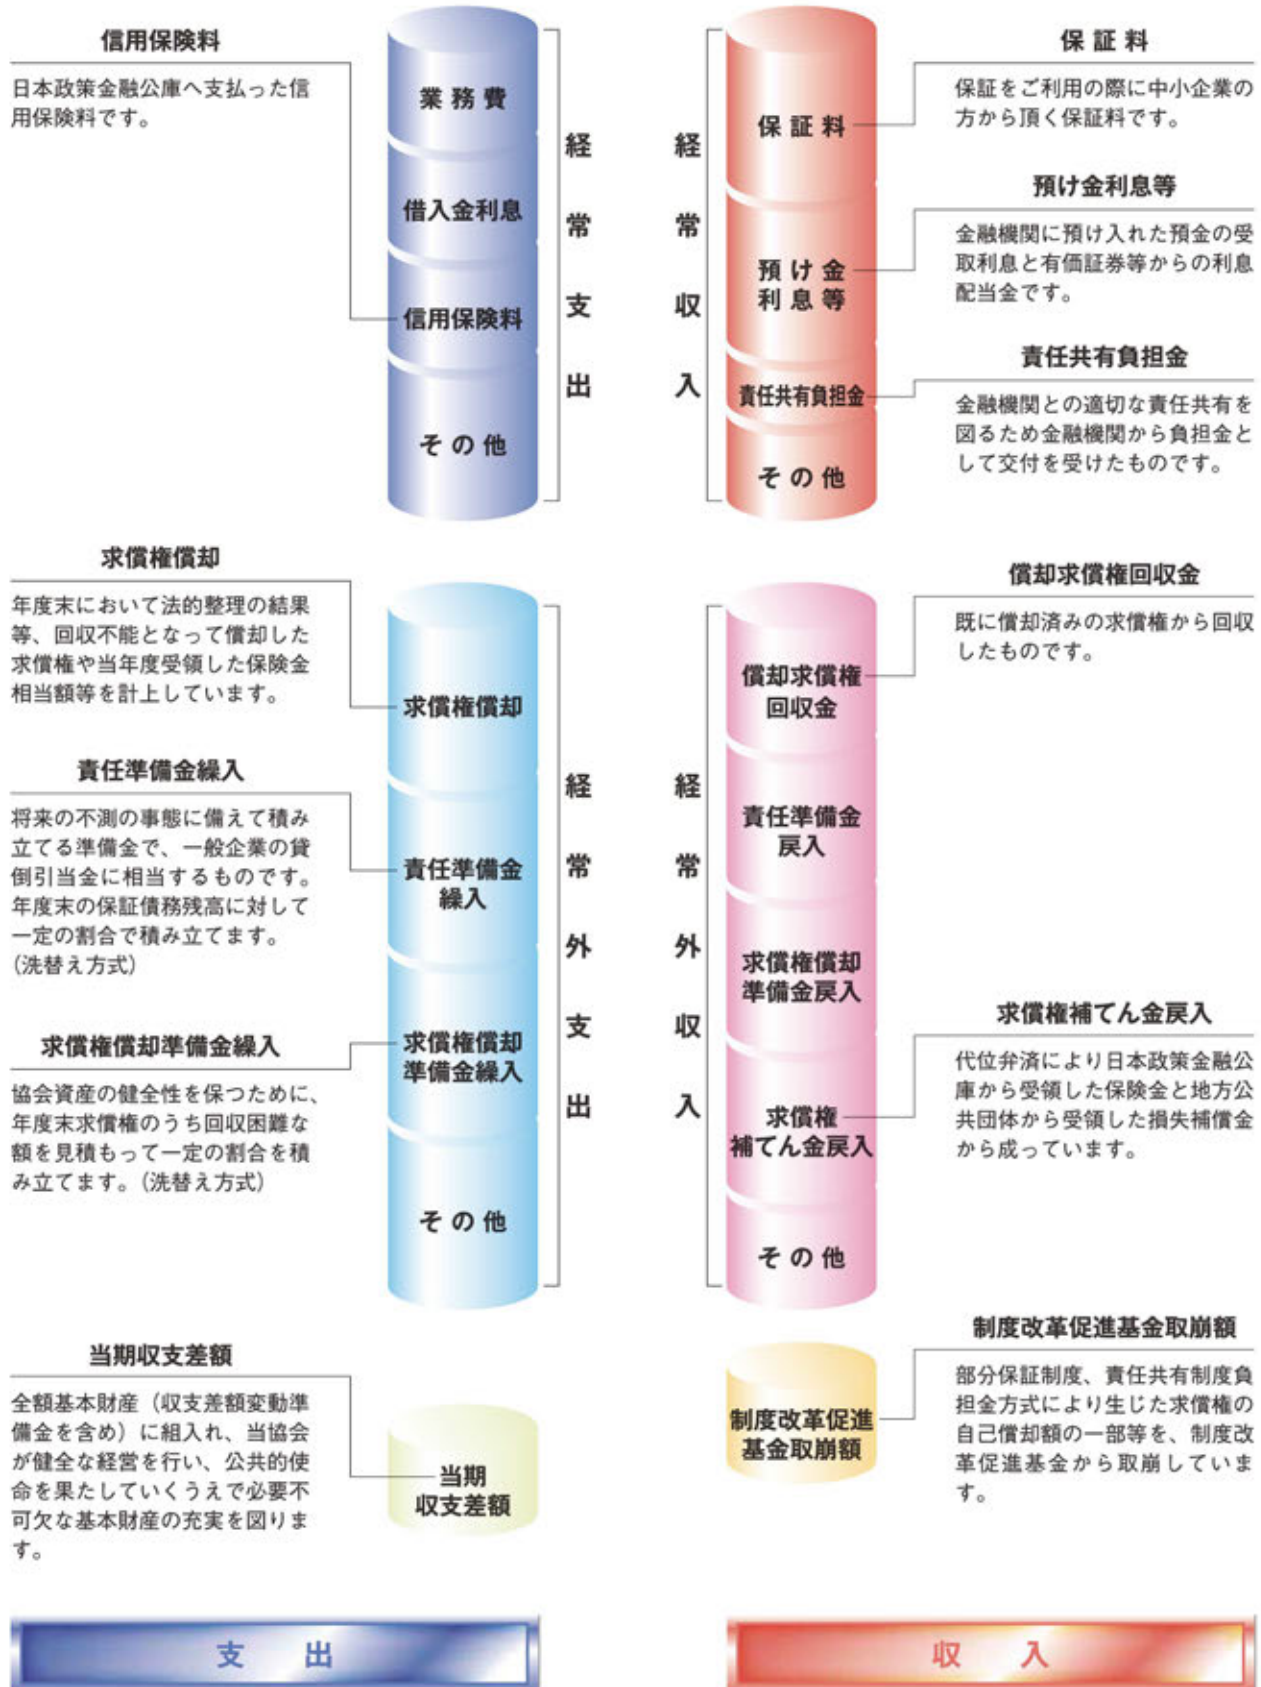 信用保険料
日本政策金融公庫へ支払った信
用保険料です。
求償権償却
年度末において法的整理の結果
等、回収不能となって償却した
求償権や当年度受領した保険金
相当額等を計上しています。
責任準備金繰入
将来の不測の事態に備えて積み
立てる準備金で、一般企業の貸
倒引当金に相当するものです。
年度末の保証債務残高に対して
一定の割合で積み立てます。
(洗替え方式)
求償権償却準備金繰入
協会資産の健全性を保つために、
年度末求償権のうち回収困難な
額を見積もって一定の割合を積
み立てます。(洗替え方式)
当期収支差額
全額基本財産（収支差額変動準
備金を含め）に組入れ、当協会
が健全な経営を行い、公共的使
命を果たしていくうえで必要不
可欠な基本財産の充実を図りま
す。
業務費
借入金利息
信用保険料
その他
経常支出
求償権償却
責任準備金
繰入
求償権償却
準備金繰入
その他
経常外支出
当期
収支差額
支出
経常収入
保証料
預け金
利息等
責任共有負担金
その他
経常外収入
償却求償権
回収金
責任準備金
戻入
求償権償却
準備金戻入
求償権
補てん金戻入
その他
制度改革促進
基金取崩額
保証料
保証をご利用の際に中小企業の
方から頂く保証料です。
預け金利息等
金融機関に預け入れた預金の受
取利息と有価証券等からの利息
配当金です。
責任共有負担金
金融機関との適切な責任共有を
図るため金融機関から負担金と
して交付を受けたものです。
償却求償権回収金
既に償却済みの求償権から回収
したものです。
求償権補てん金戻入
代位弁済により日本政策金融公
庫から受領した保険金と地方公
共団体から受領した損失補償金
から成っています。
制度改革促進基金取崩額
部分保証制度、責任共有制度負
担金方式により生じた求償権の
自己償却額の一部等を、制度改
革促進基金から取崩していま
す。
収入